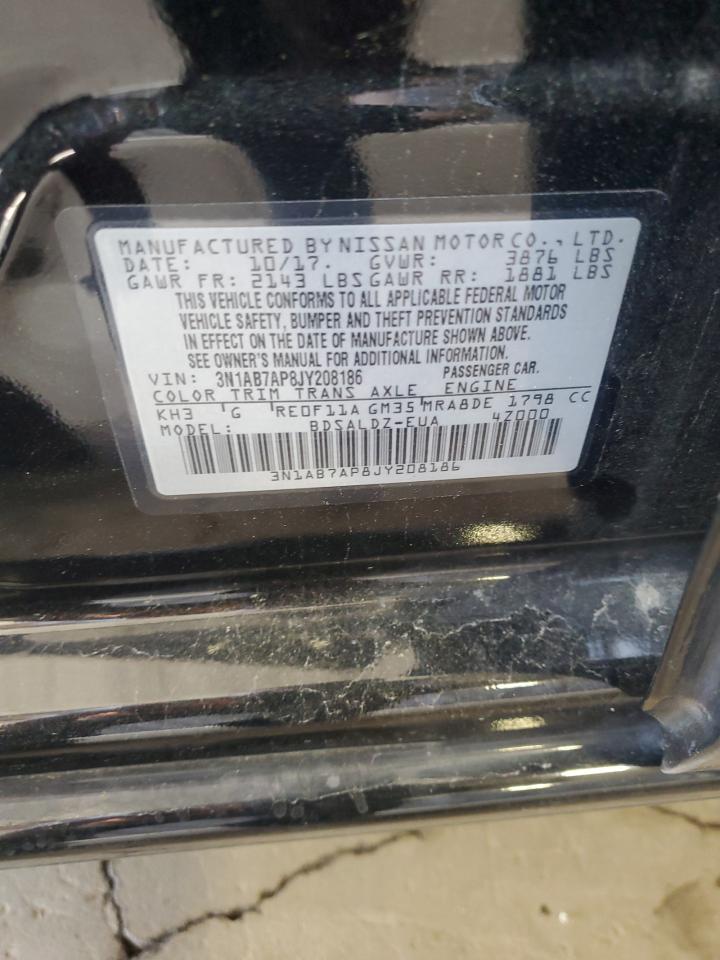 MANUFACTURED BY NISSAN MOTOR CO., LTD.
DATE: 10/17. GVWR: 3876 LBS
GAWR FR: 2143 LBS GAWR RR: 1881 LBS
THIS VEHICLE CONFORMS TO ALL APPLICABLE FEDERAL MOTOR
VEHICLE SAFETY, BUMPER AND THEFT PREVENTION STANDARDS
IN EFFECT ON THE DATE OF MANUFACTURE SHOWN ABOVE.
SEE OWNER'S MANUAL FOR ADDITIONAL INFORMATION.
VIN: 3N1AB7AP8JY208186 PASSENGER CAR.
COLOR TRIM TRANS AXLE ENGINE
KH3 G RE0F11A GM35 MRA8DE 1798 CC
MODEL: BDSALDZ-EUA 4Z000
3N1AB7AP8JY208186